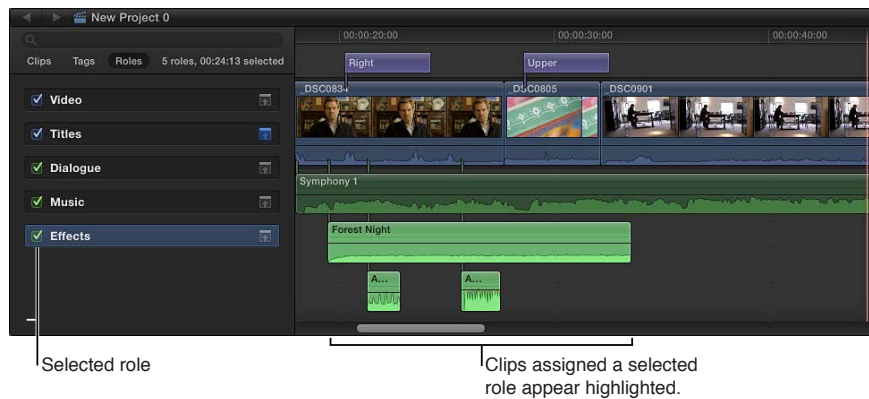 New Project 0
00:00:20:00 00:00:30:00 00:00:40:00
Clips Tags Roles 5 roles, 00:24:13 selected
Right Upper
_DSC0834 _DSC0805 _DSC0901
Video
Titles
Dialogue
Symphony 1
Music
Effects
Forest Night
A... A...
Selected role
Clips assigned a selected
role appear highlighted.